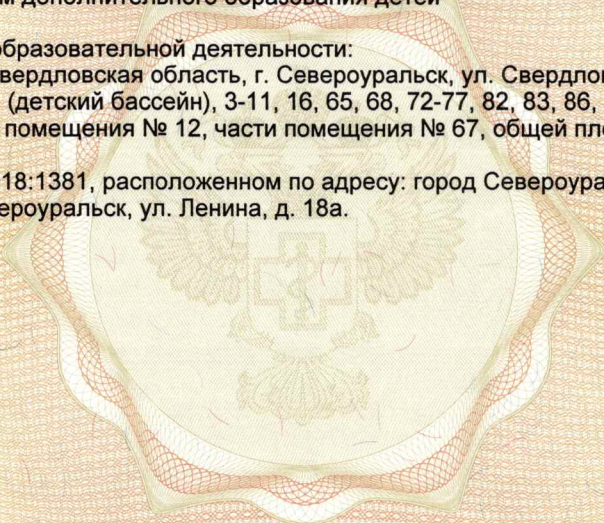 дополнительного образования детей
образовательной деятельности:
вердловская область, г. Североуральск, ул. Свердлов
(детский бассейн), 3-11, 16, 65, 68, 72-77, 82, 83, 86,
помещения № 12, части помещения № 67, общей пло
18:1381, расположенном по адресу: город Североура
ероуральск, ул. Ленина, д. 18а.